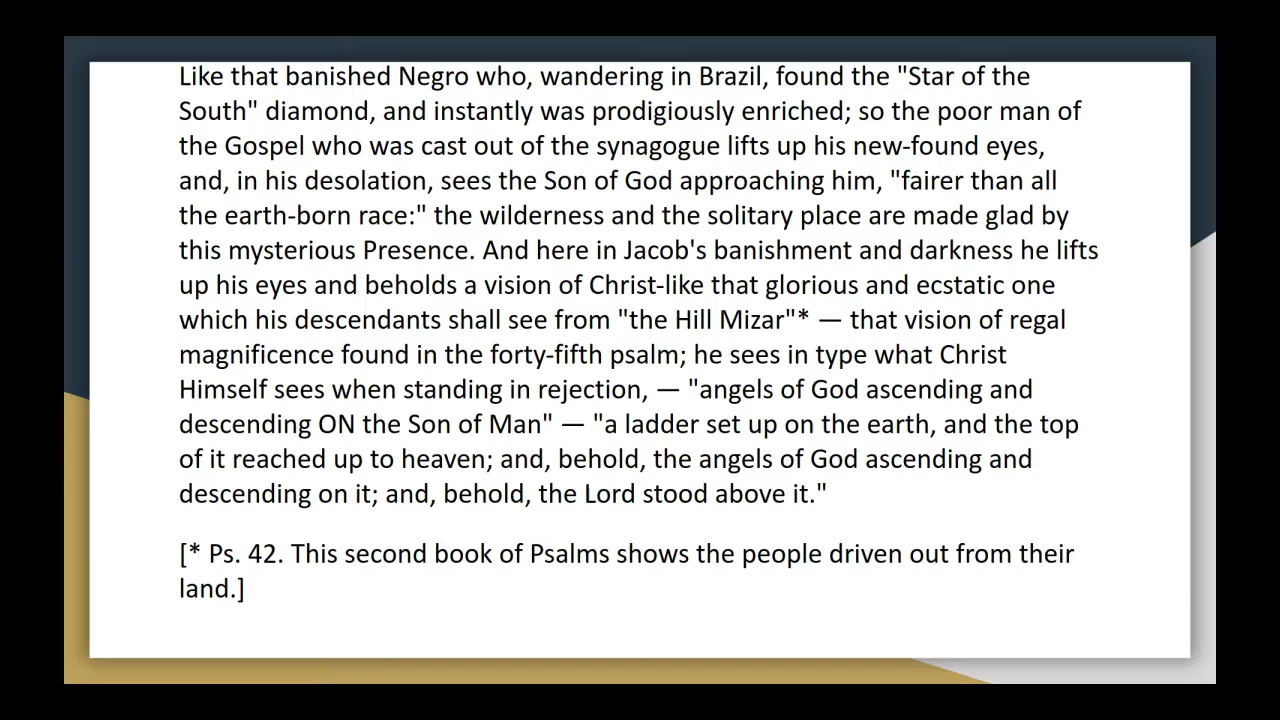 Like that banished Negro who, wandering in Brazil, found the "Star of the
South" diamond, and instantly was prodigiously enriched; so the poor man of
the Gospel who was cast out of the synagogue lifts up his new-found eyes,
and, in his desolation, sees the Son of God approaching him, "fairer than all
the earth-born race:" the wilderness and the solitary place are made glad by
this mysterious Presence. And here in Jacob's banishment and darkness he lifts
up his eyes and beholds a vision of Christ-like that glorious and ecstatic one
which his descendants shall see from "the Hill Mizar"* — that vision of regal
magnificence found in the forty-fifth psalm; he sees in type what Christ
Himself sees when standing in rejection, — "angels of God ascending and
descending ON the Son of Man" — "a ladder set up on the earth, and the top
of it reached up to heaven; and, behold, the angels of God ascending and
descending on it; and, behold, the Lord stood above it."
[* Ps. 42. This second book of Psalms shows the people driven out from their
land.]